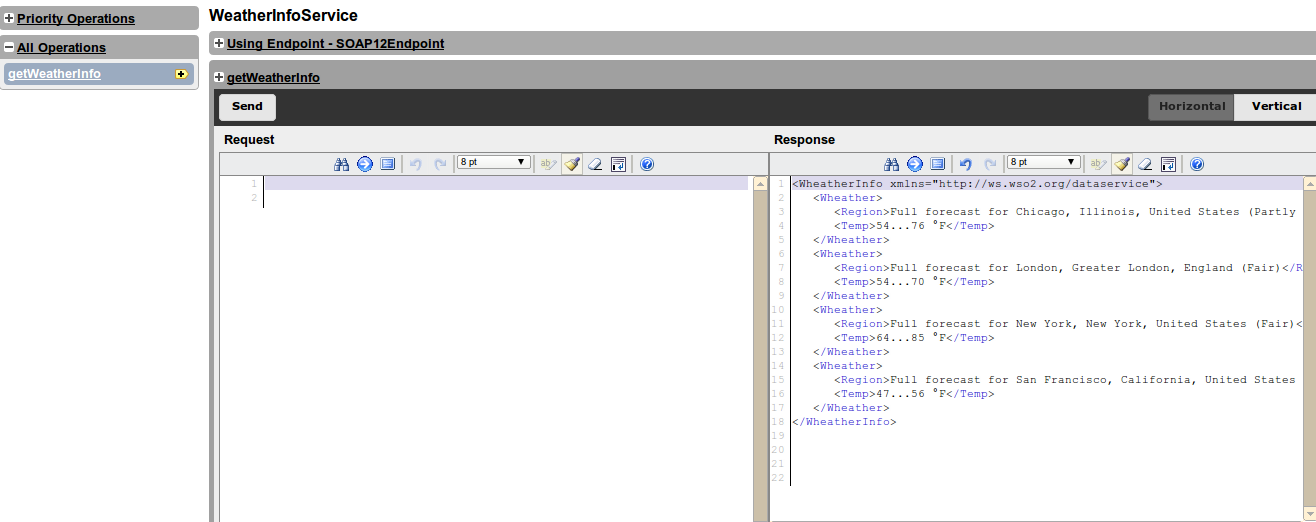 Priority Operations
All Operations
getWeatherInfo
WeatherInfoService
Using Endpoint - SOAP12Endpoint
getWeatherInfo
Send
Horizontal
Vertical
Request
8 pt
1
2
Response
8 pt
1 <WheatherInfo xmlns="http://ws.wso2.org/dataservice">
2 <Wheather>
3 <Region>Full forecast for Chicago, Illinois, United States (Partly
4 <Temp>54...76 °F</Temp>
5 </Wheather>
6 <Wheather>
7 <Region>Full forecast for London, Greater London, England (Fair)</R
8 <Temp>54...70 °F</Temp>
9 </Wheather>
10 <Wheather>
11 <Region>Full forecast for New York, New York, United States (Fair)<
12 <Temp>64...85 °F</Temp>
13 </Wheather>
14 <Wheather>
15 <Region>Full forecast for San Francisco, California, United States
16 <Temp>47...56 °F</Temp>
17 </Wheather>
18 </WheatherInfo>
19
20
21
22